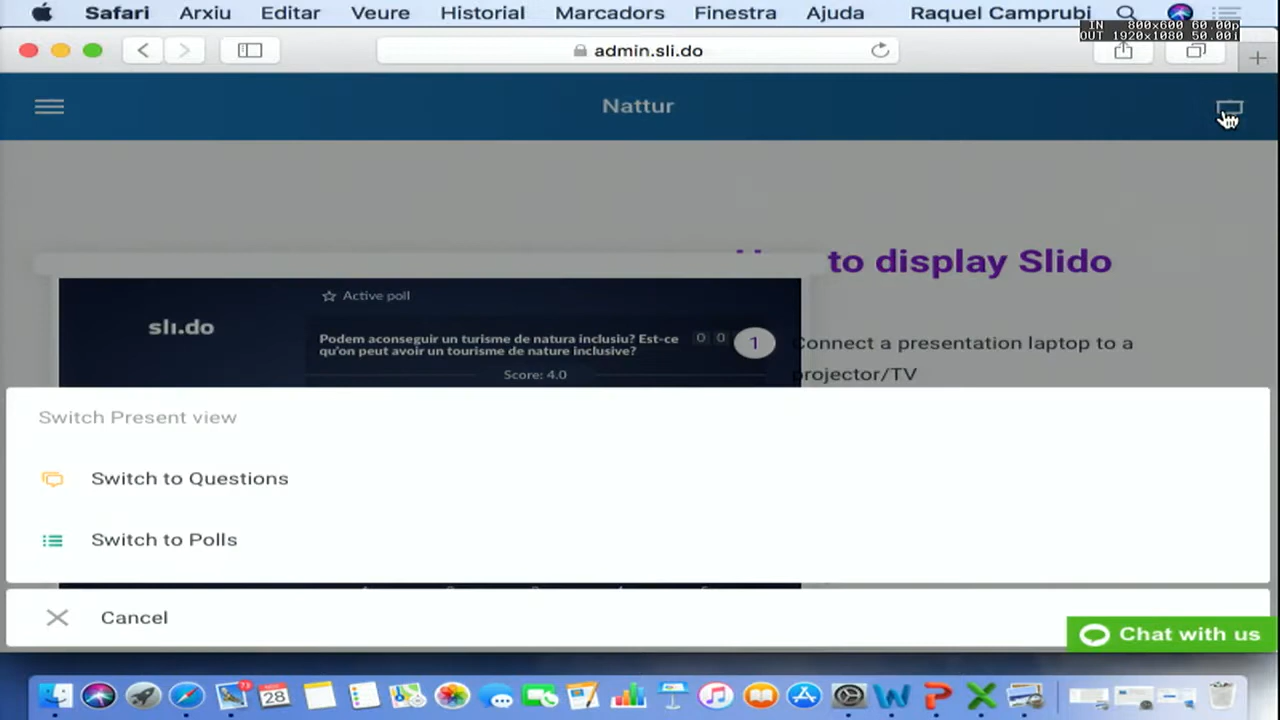 Safari Arxiu Editar Veure Historial Marcadors Finestra Ajuda Raquel Camprubi
IN 800x600 60.00p
OUT 1920x1080 50.00i
admin.sli.do
Nattur
to display Slido
Active poll
sli.do
Podem aconseguir un turisme de natura inclusiu? Est-ce
qu'on peut avoir un tourisme de nature inclusive?
0 0
1
Connect a presentation laptop to a
projector/TV
Score: 4.0
Switch Present view
Switch to Questions
Switch to Polls
Cancel
Chat with us
28